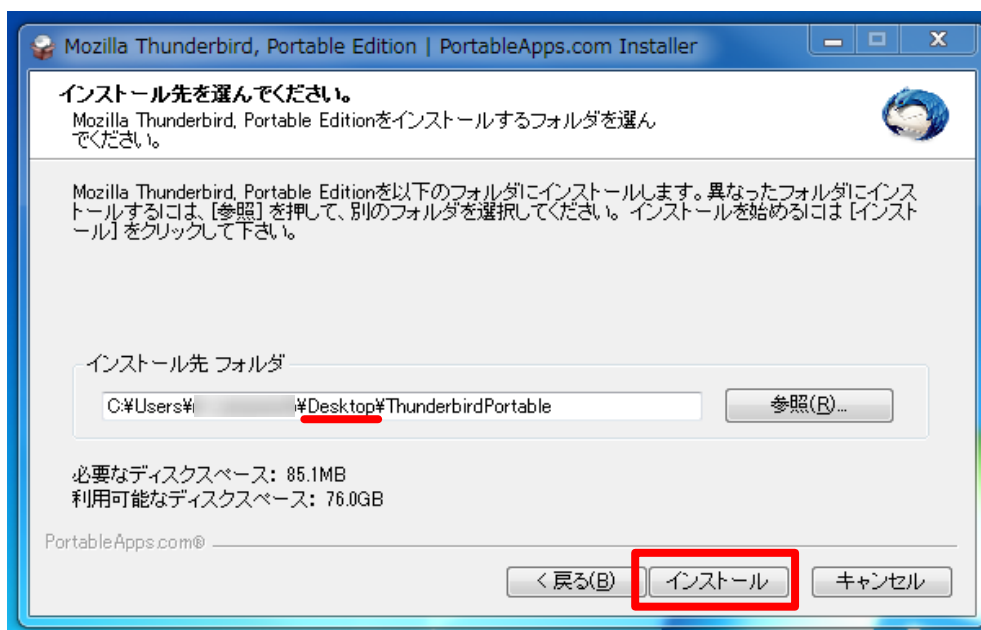 Mozilla Thunderbird, Portable Edition | PortableApps.com Installer
インストール先を選んでください。
Mozilla Thunderbird, Portable Editionをインストールするフォルダを選ん
でください。
Mozilla Thunderbird, Portable Editionを以下のフォルダにインストールします。異なったフォルダにインス
トールするには、[参照] を押して、別のフォルダを選択してください。インストールを始めるには [インスト
ール] をクリックして下さい。
インストール先 フォルダ
C:¥Users¥ ¥Desktop¥ThunderbirdPortable
参照(R)...
必要なディスクスペース: 85.1MB
利用可能なディスクスペース: 76.0GB
PortableApps.com®
< 戻る(B)
インストール
キャンセル